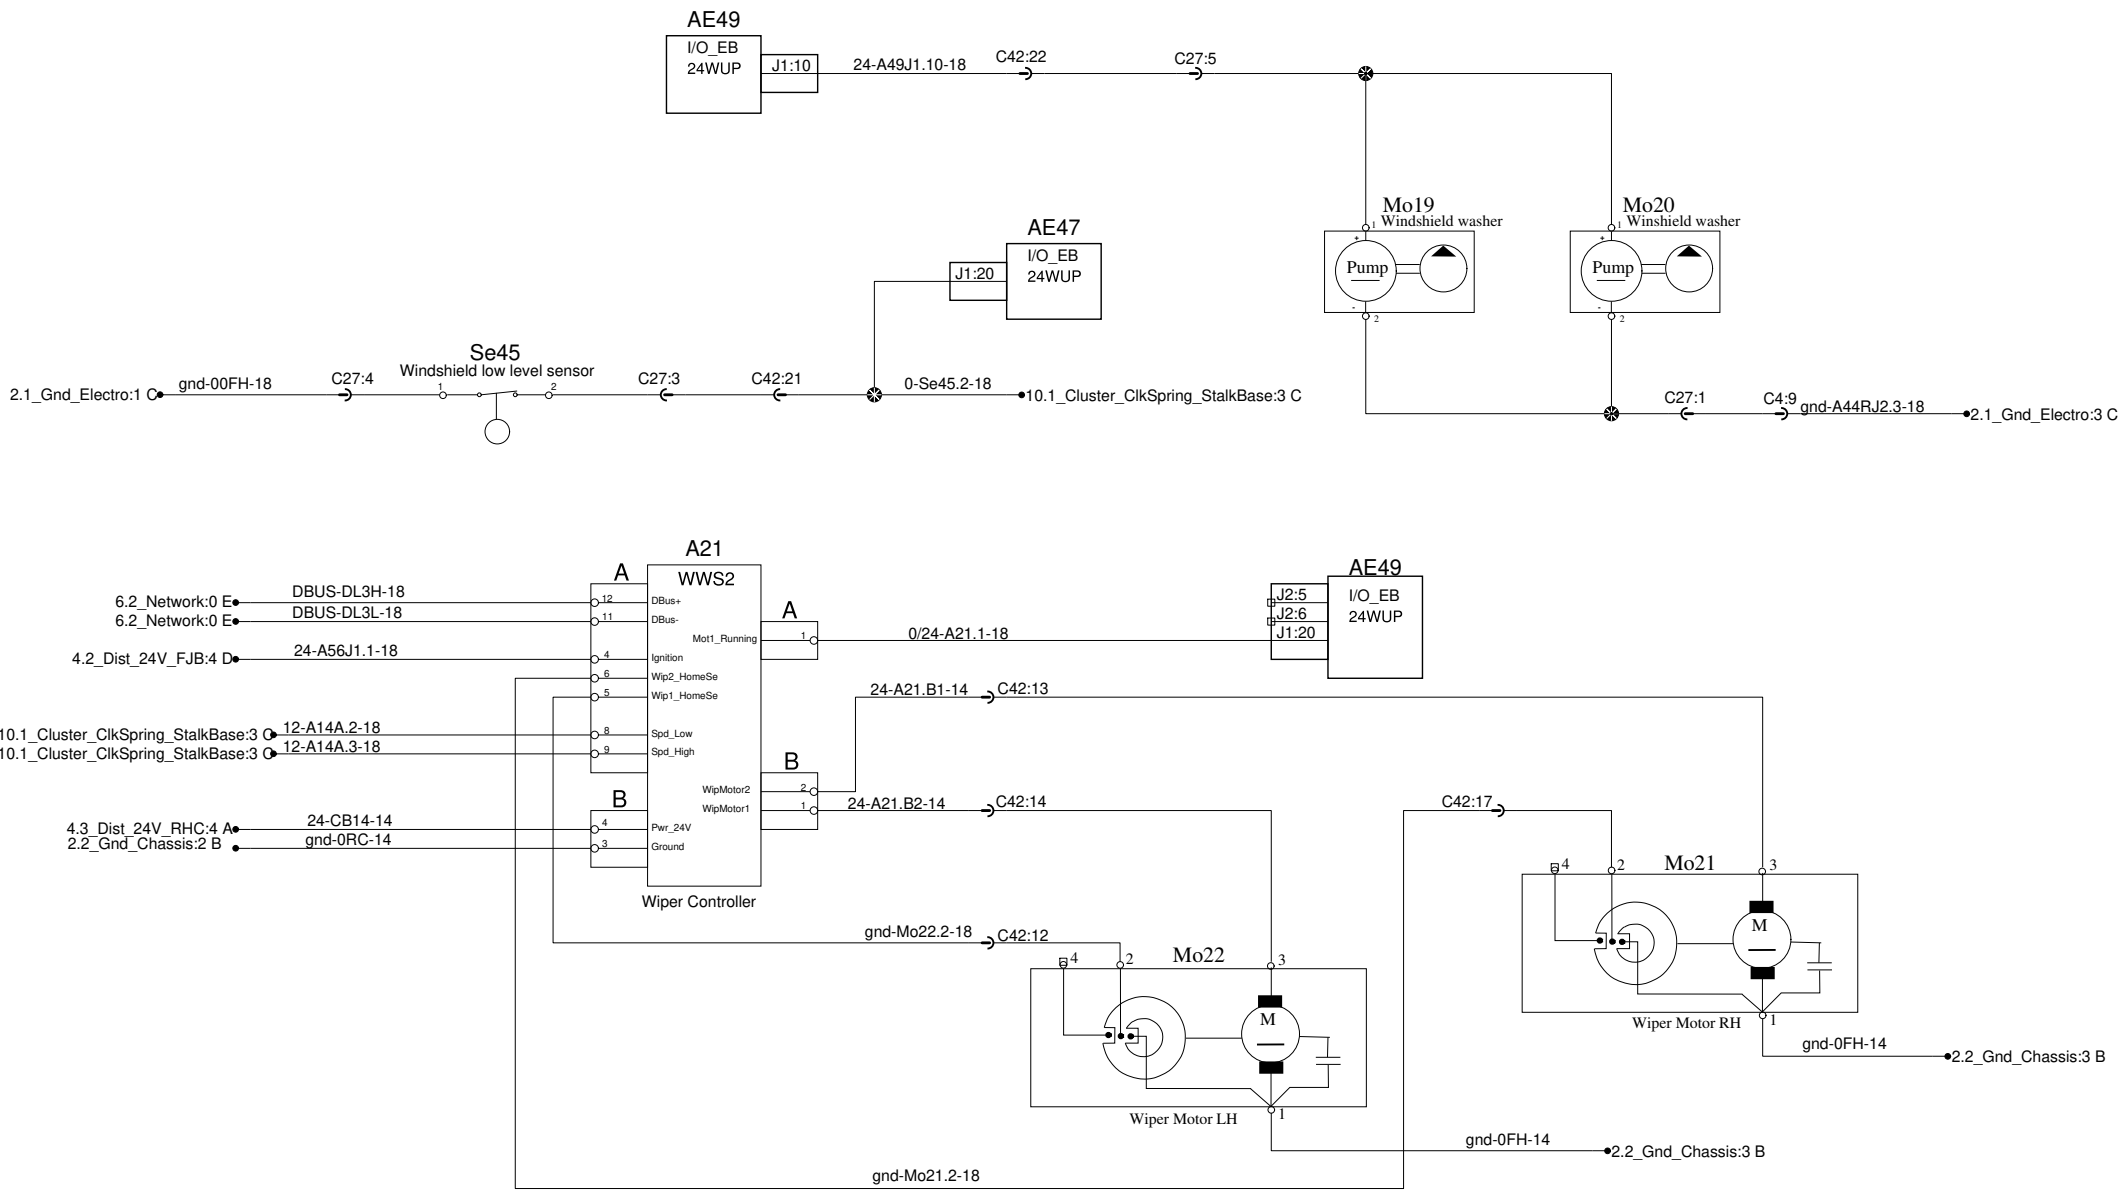 AE49
I/O_EB
24WUP
J1:10
24-A49J1.10-18
C42:22
C27:5
Mo19
Windshield washer
1
+
Pump
-
2
Mo20
Winshield washer
1
+
Pump
-
2
AE47
I/O_EB
24WUP
J1:20
2.1_Gnd_Electro:1 C
gnd-00FH-18
C27:4
Se45
Windshield low level sensor
1
2
C27:3
C42:21
0-Se45.2-18
10.1_Cluster_ClkSpring_StalkBase:3 C
C27:1
C4:9
gnd-A44RJ2.3-18
2.1_Gnd_Electro:3 C
A21
WWS2
A
6.2_Network:0 E
DBUS-DL3H-18
12
DBus+
6.2_Network:0 E
DBUS-DL3L-18
11
DBus-
4.2_Dist_24V_FJB:4 D
24-A56J1.1-18
4
Ignition
6
Wip2_HomeSe
5
Wip1_HomeSe
10.1_Cluster_ClkSpring_StalkBase:3 C
12-A14A.2-18
8
Spd_Low
10.1_Cluster_ClkSpring_StalkBase:3 C
12-A14A.3-18
9
Spd_High
B
4.3_Dist_24V_RHC:4 A
24-CB14-14
4
Pwr_24V
2.2_Gnd_Chassis:2 B
gnd-0RC-14
3
Ground
Wiper Controller
A
Mot1_Running
1
0/24-A21.1-18
AE49
J2:5
J2:6
J1:20
I/O_EB
24WUP
B
WipMotor2
2
24-A21.B1-14
C42:13
WipMotor1
1
24-A21.B2-14
C42:14
C42:17
gnd-Mo22.2-18
C42:12
4
2
Mo22
3
M
Wiper Motor LH
1
gnd-0FH-14
2.2_Gnd_Chassis:3 B
4
2
Mo21
3
M
Wiper Motor RH
1
gnd-0FH-14
2.2_Gnd_Chassis:3 B
gnd-Mo21.2-18